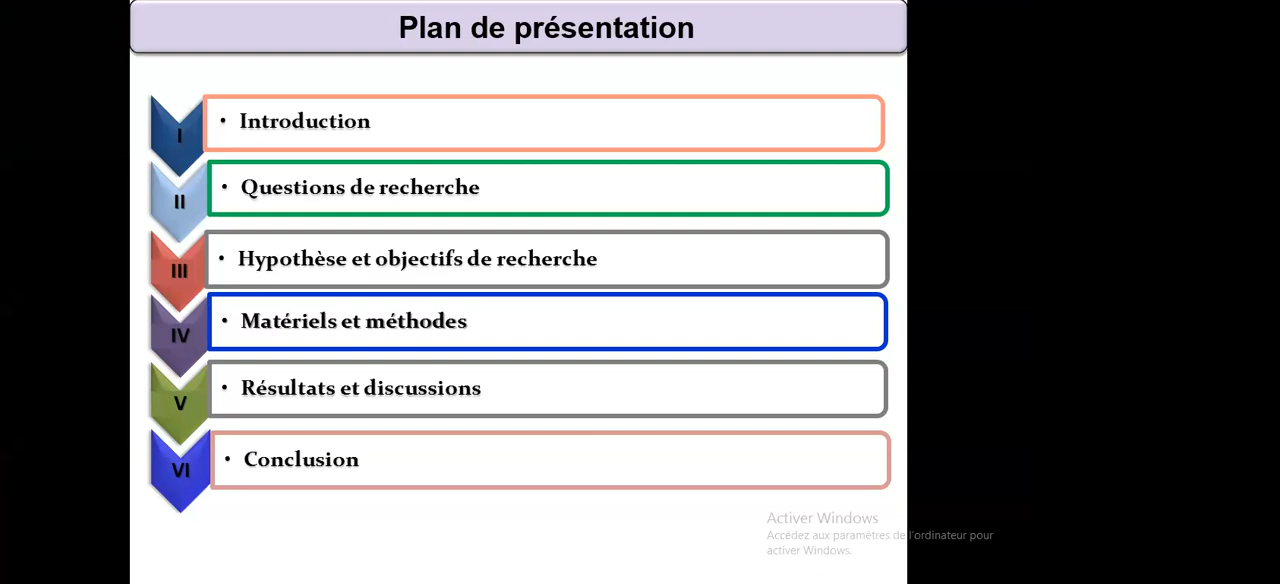 Plan de présentation
I
• Introduction
II
• Questions de recherche
III
• Hypothèse et objectifs de recherche
IV
• Matériels et méthodes
V
• Résultats et discussions
VI
• Conclusion
Activer Windows
Accédez aux paramètres de l'ordinateur pour
activer Windows.